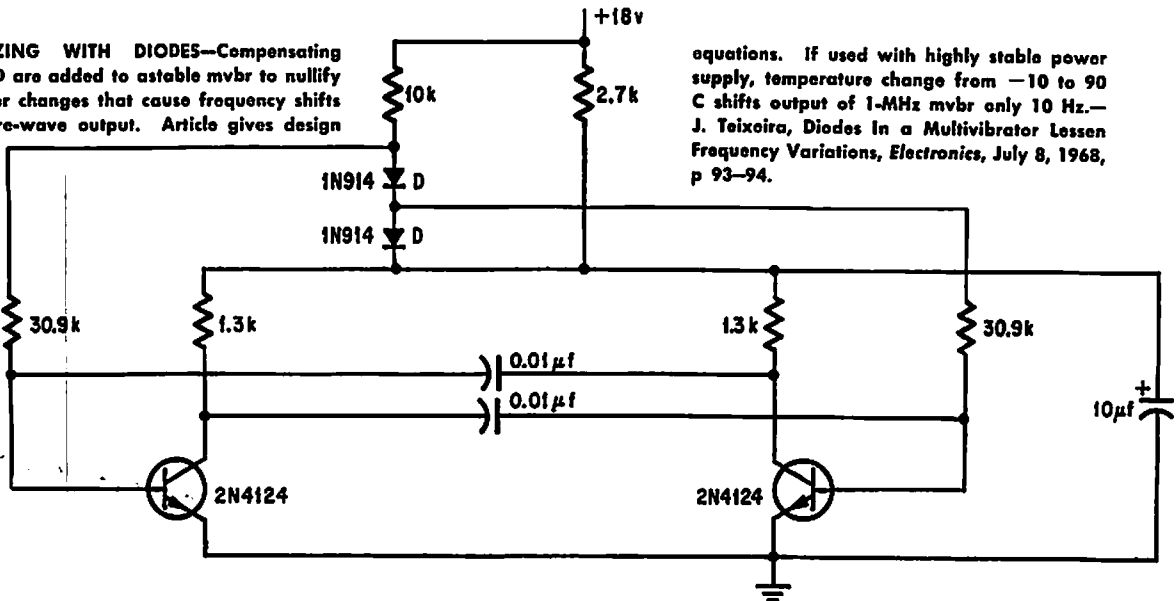 ZING WITH DIODES—Compensating
D are added to astable mvbr to nullify
er changes that cause frequency shifts
re-wave output. Article gives design
equations. If used with highly stable power
supply, temperature change from —10 to 90
C shifts output of 1-MHz mvbr only 10 Hz.—
J. Teixeira, Diodes In a Multivibrator Lessen
Frequency Variations, Electronics, July 8, 1968,
p 93–94.
+18v
10k
2.7k
1N914 D
1N914 D
30.9k
1.3k
1.3k
30.9k
0.01µf
0.01µf
+
10µf
2N4124
2N4124